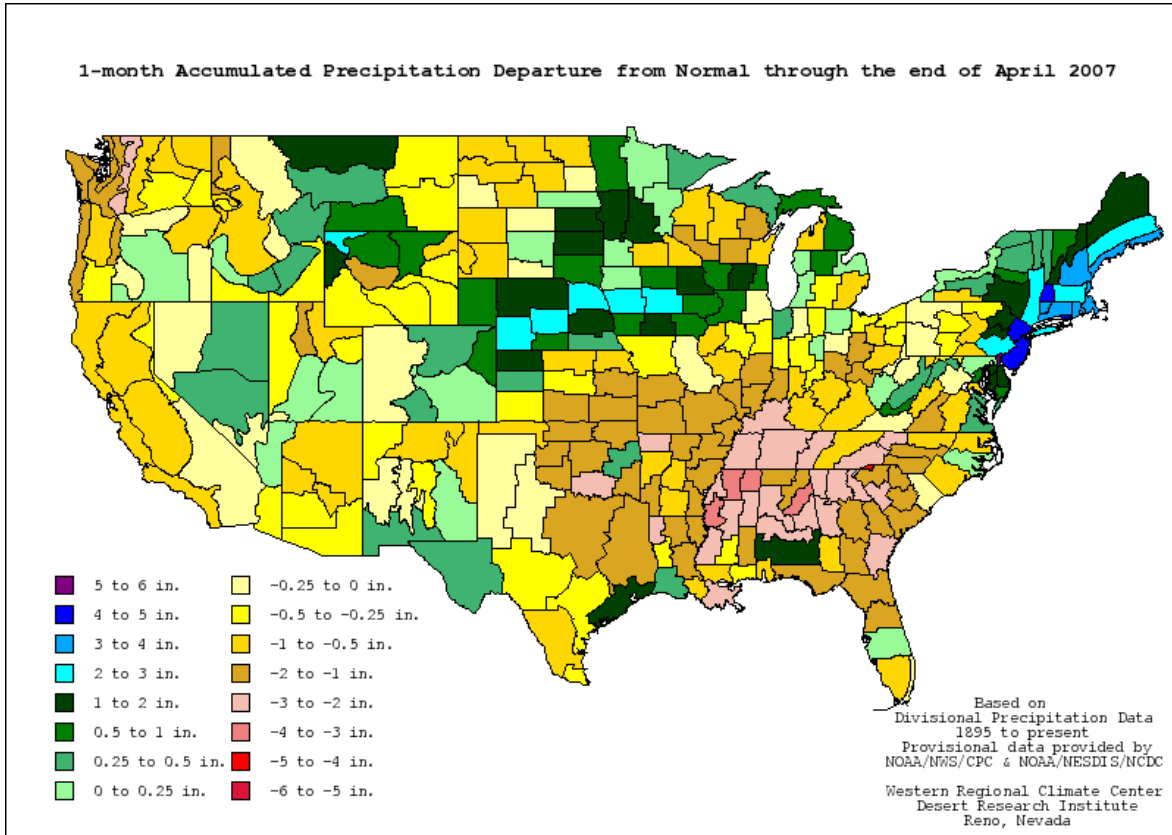 1-month Accumulated Precipitation Departure from Normal through the end of April 2007
5 to 6 in.
4 to 5 in.
3 to 4 in.
2 to 3 in.
1 to 2 in.
0.5 to 1 in.
0.25 to 0.5 in.
0 to 0.25 in.
-0.25 to 0 in.
-0.5 to -0.25 in.
-1 to -0.5 in.
-2 to -1 in.
-3 to -2 in.
-4 to -3 in.
-5 to -4 in.
-6 to -5 in.
Based on
Divisional Precipitation Data
1895 to present
Provisional data provided by
NOAA/NWS/CPC & NOAA/NESDIS/NCDC
Western Regional Climate Center
Desert Research Institute
Reno, Nevada